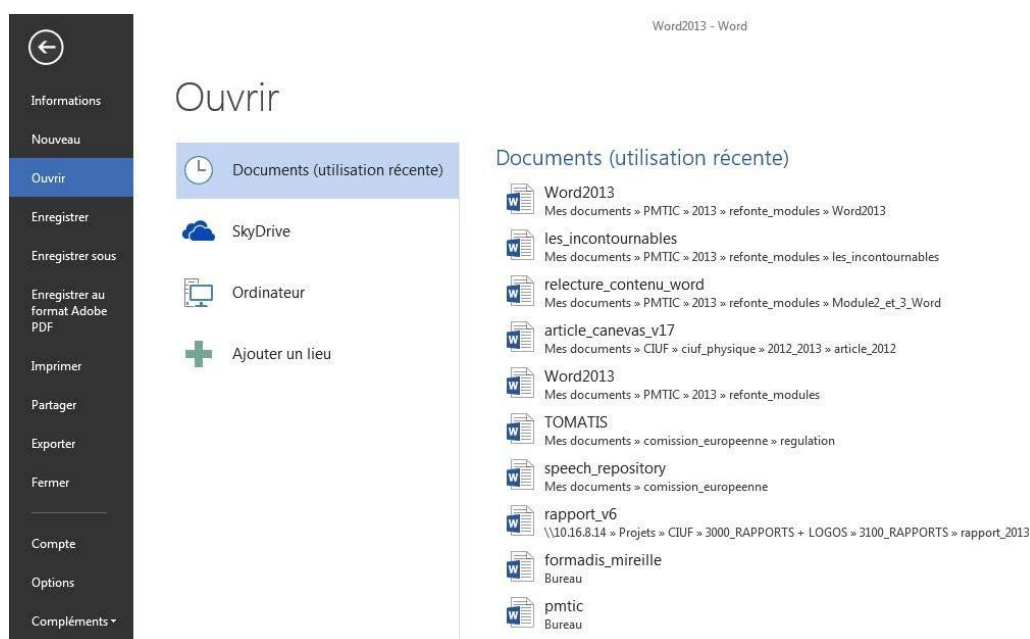 Word2013 - Word
Informations
Nouveau
Ouvrir
Enregistrer
Enregistrer sous
Enregistrer au
format Adobe
PDF
Imprimer
Partager
Exporter
Fermer
Compte
Options
Compléments
Ouvrir
Documents (utilisation récente)
SkyDrive
Ordinateur
Ajouter un lieu
Documents (utilisation récente)
Word2013
Mes documents » PMTIC » 2013 » refonte_modules » Word2013
les_incontournables
Mes documents » PMTIC » 2013 » refonte_modules » les_incontournables
relecture_contenu_word
Mes documents » PMTIC » 2013 » refonte_modules » Module2_et_3_Word
article_canevas_v17
Mes documents » CIUF » ciuf_physique » 2012_2013 » article_2012
Word2013
Mes documents » PMTIC » 2013 » refonte_modules
TOMATIS
Mes documents » comission_europeenne » regulation
speech_repository
Mes documents » comission_europeenne
rapport_v6
\\10.16.8.14 » Projets » CIUF » 3000_RAPPORTS + LOGOS » 3100_RAPPORTS » rapport_2013
formadis_mireille
Bureau
pmtic
Bureau